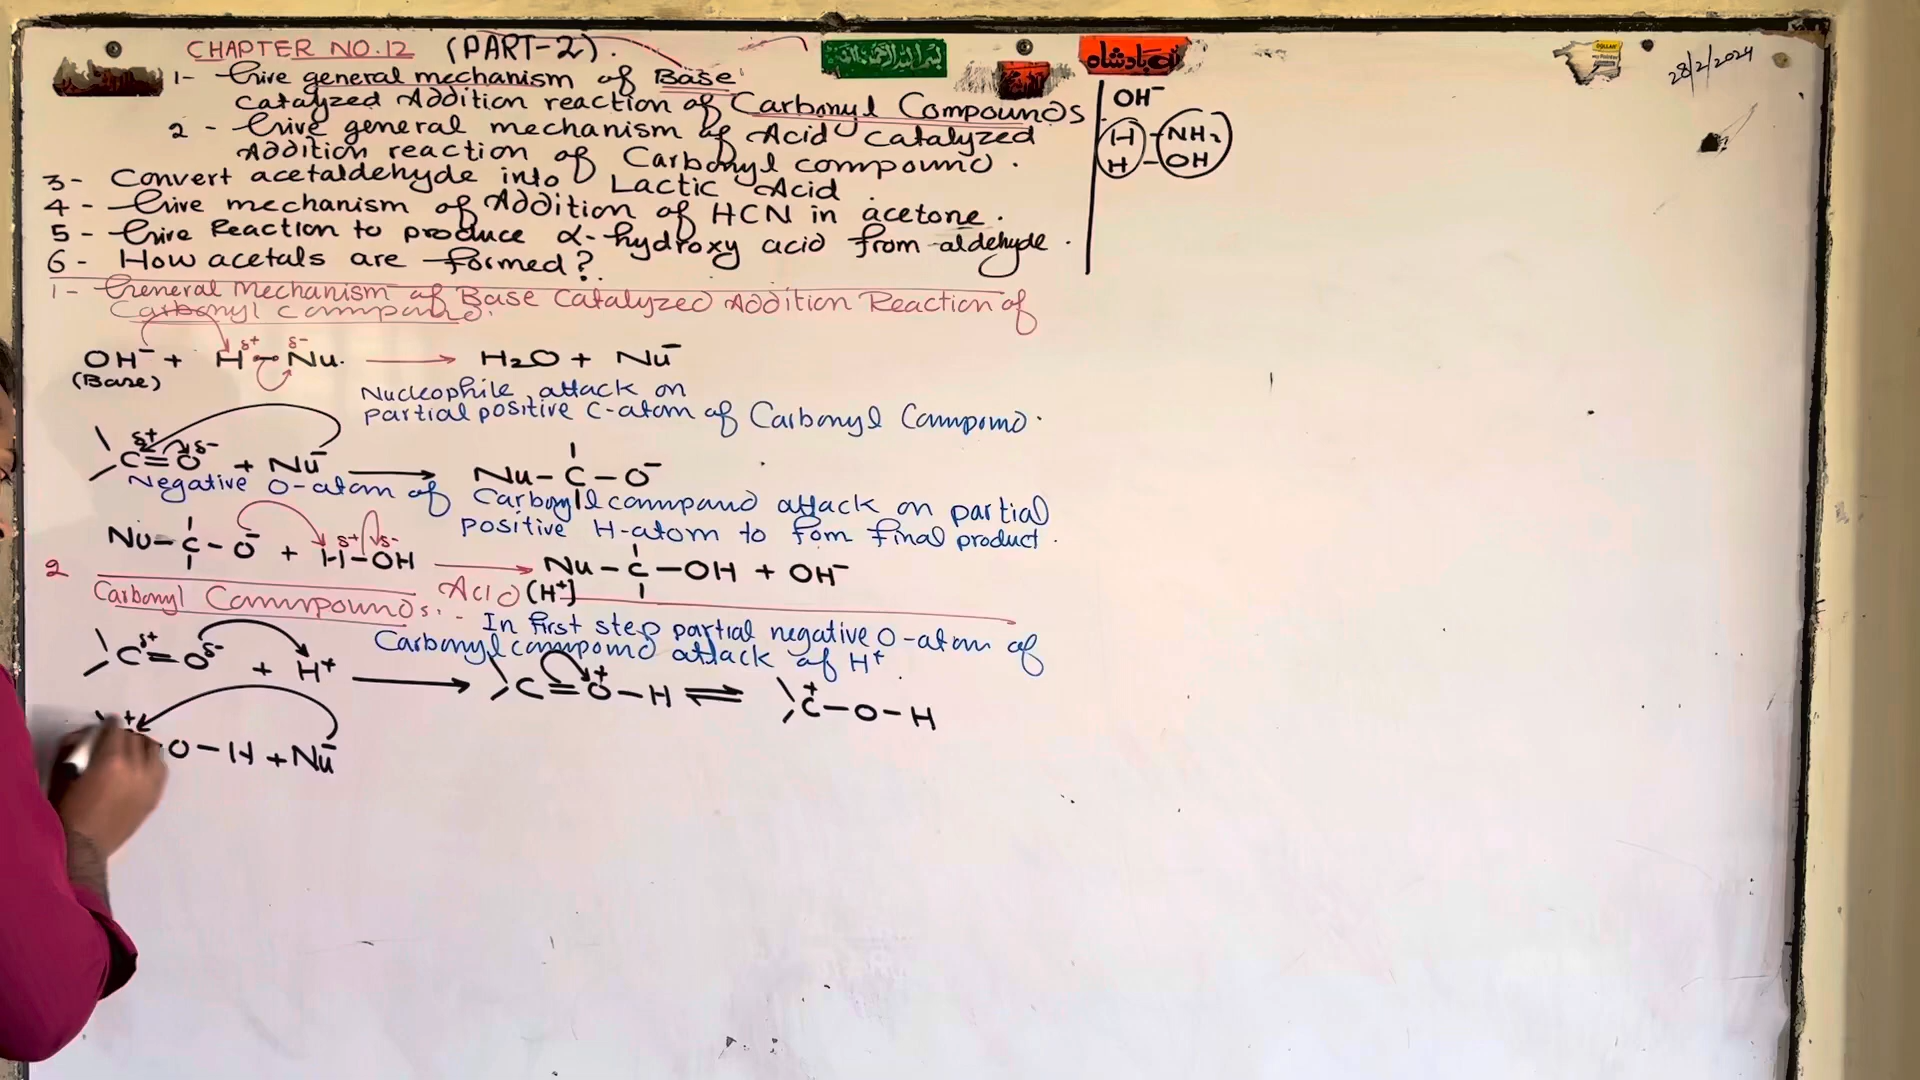 CHAPTER NO.12 (PART-2).
بسم اللہ الرحمن الرحیم
28/2/2024
1- Give general mechanism of Base
Catalyzed Addition reaction of Carbonyl Compounds.
2- Give general mechanism of Acid Catalyzed
Addition reaction of Carbonyl compound.
3- Convert acetaldehyde into Lactic Acid.
4- Give mechanism of Addition of HCN in acetone.
5- Give Reaction to produce α-hydroxy acid from aldehyde.
6- How acetals are formed?
OH⁻
H-NH₂
H-OH
1- General Mechanism of Base Catalyzed Addition Reaction of
Carbonyl Compound.
OH⁻ + H-Nu. → H₂O + Nu⁻
δ+ δ-
(Base)
Nucleophile attack on
partial positive C-atom of Carbonyl Compound.
δ+ δ-
C=O + Nu⁻ → Nu-C-O⁻
Negative O-atom of Carbonyl compound attack on partial
positive H-atom to fom final product.
δ+ δ-
Nu-C-O⁻ + H-OH → Nu-C-OH + OH⁻
2
Carbonyl Compounds:- Acid (H⁺)
In first step partial negative O-atom of
Carbonyl compound attack of H⁺
δ+ δ-
C=O + H⁺ → C=O⁺-H ⇌ C⁺-O-H
+
-O-H + Nu⁻